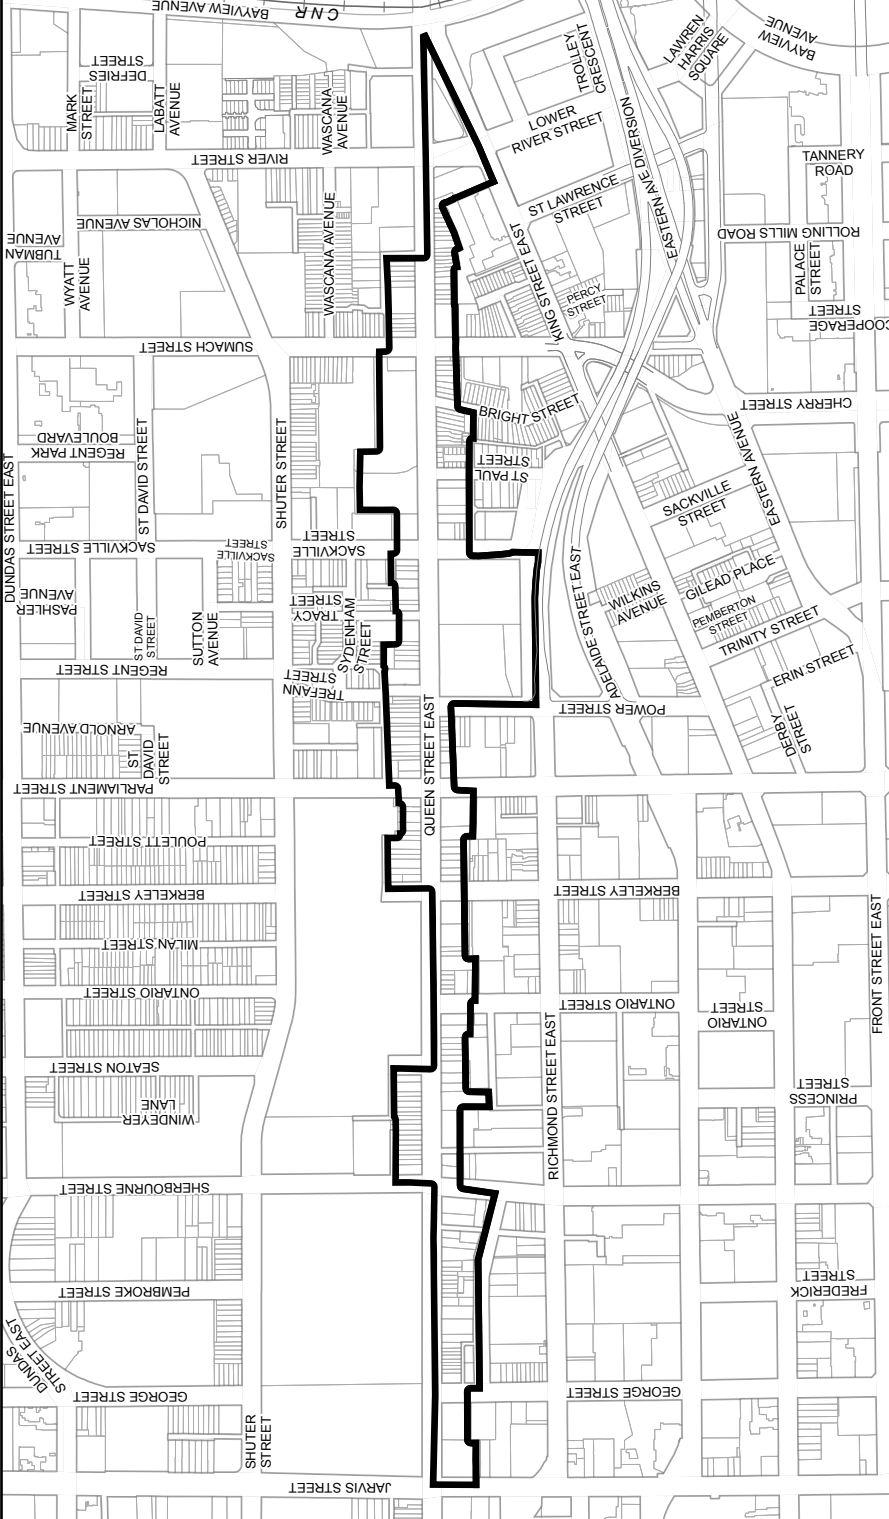 BAYVIEW AVENUE
CNR
TROLLEY
CRESCENT
LAWREN
HARRIS
SQUARE
BAYVIEW
AVENUE
DEFRIES
STREET
MARK
STREET
LABATT
AVENUE
WASCANA
AVENUE
LOWER
RIVER STREET
EASTERN AVE DIVERSION
RIVER STREET
TANNERY
ROAD
ST LAWRENCE
STREET
NICHOLAS AVENUE
WASCANA AVENUE
KING STREET EAST
ROLLING MILLS ROAD
TUBMAN
AVENUE
WYATT
AVENUE
PERCY
STREET
PALACE
STREET
COOPERAGE
STREET
SUMACH STREET
CHERRY STREET
BRIGHT STREET
REGENT PARK
BOULEVARD
ST DAVID STREET
SHUTER STREET
DUNDAS STREET EAST
ST PAUL
STREET
EASTERN AVENUE
SACKVILLE
STREET
SACKVILLE STREET
SACKVILLE
STREET
SACKVILLE
STREET
GILEAD PLACE
PASHLER
AVENUE
TRACY
STREET
SYDENHAM
STREET
ST DAVID
STREET
SUTTON
AVENUE
ADELAIDE STREET EAST
WILKINS
AVENUE
PEMBERTON
STREET
TRINITY STREET
ERIN STREET
REGENT STREET
TREFANN
STREET
POWER STREET
DERBY
STREET
ARNOLD AVENUE
ST
DAVID
STREET
QUEEN STREET EAST
PARLIAMENT STREET
POULETT STREET
BERKELEY STREET
BERKELEY STREET
MILAN STREET
FRONT STREET EAST
ONTARIO STREET
ONTARIO STREET
ONTARIO
STREET
RICHMOND STREET EAST
SEATON STREET
WINDEYER
LANE
PRINCESS
STREET
SHERBOURNE STREET
PEMBROKE STREET
FREDERICK
STREET
DUNDAS
STREET EAST
GEORGE STREET
GEORGE STREET
SHUTER
STREET
JARVIS STREET